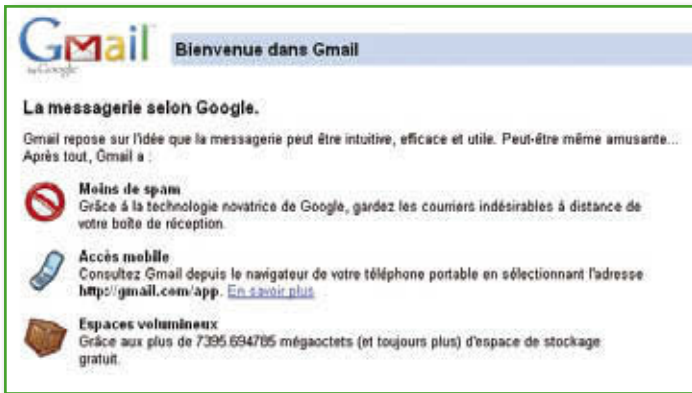 Gmail
by Google
Bienvenue dans Gmail
La messagerie selon Google.
Gmail repose sur l'idée que la messagerie peut être intuitive, efficace et utile. Peut-être même amusante...
Après tout, Gmail a :
Moins de spam
Grâce à la technologie novatrice de Google, gardez les courriers indésirables à distance de
votre boîte de réception.
Accès mobile
Consultez Gmail depuis le navigateur de votre téléphone portable en sélectionnant l'adresse
http://gmail.com/app. En savoir plus
Espaces volumineux
Grâce aux plus de 7395.694785 mégaoctets (et toujours plus) d'espace de stockage
gratuit.